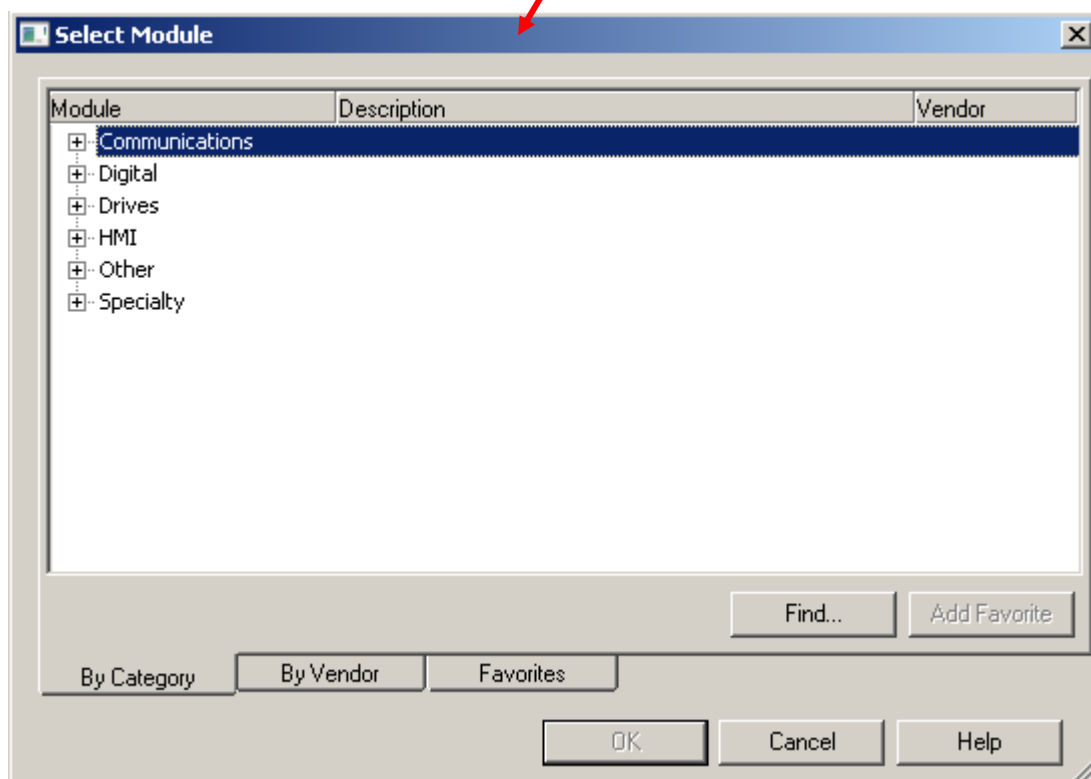 Select Module
Module Description Vendor
Communications
Digital
Drives
HMI
Other
Specialty
Find... Add Favorite
By Category By Vendor Favorites
OK Cancel Help